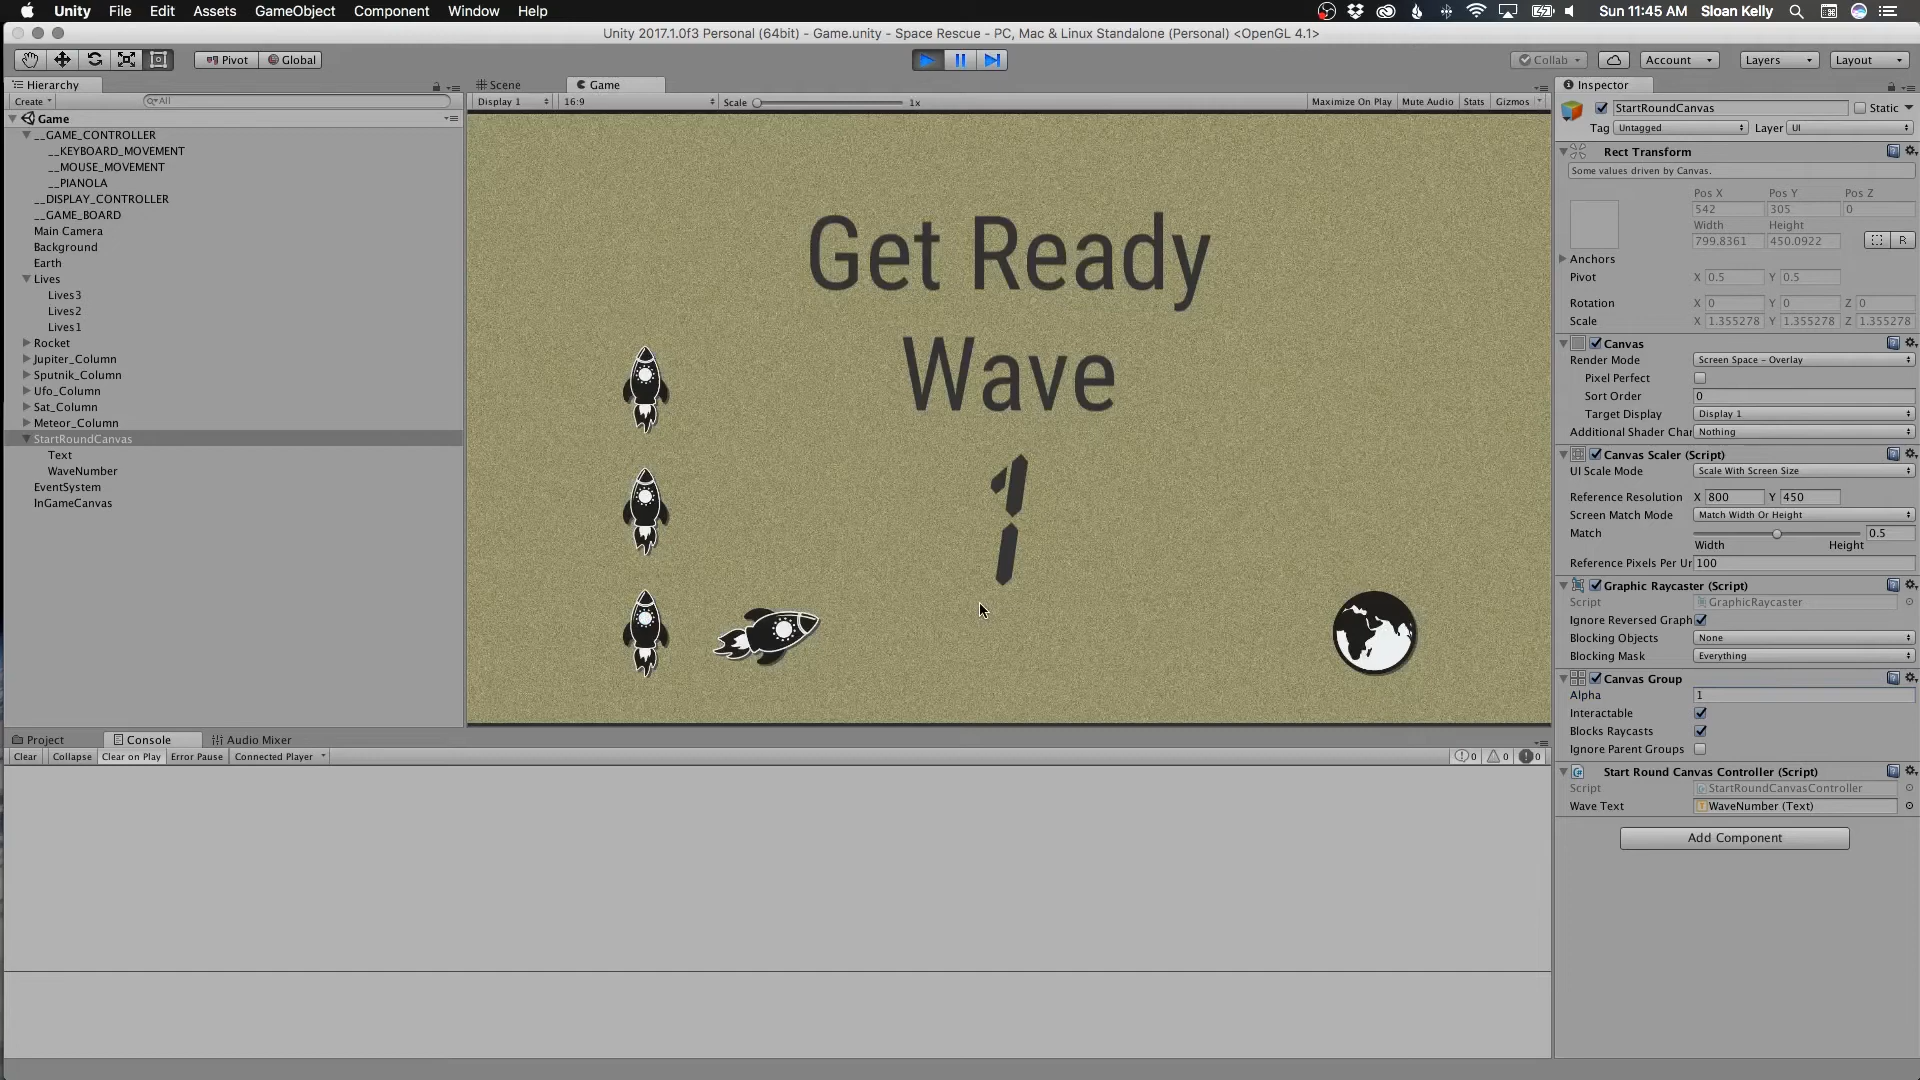 Unity File Edit Assets GameObject Component Window Help Sun 11:45 AM Sloan Kelly
Unity 2017.1.0f3 Personal (64bit) - Game.unity - Space Rescue - PC, Mac & Linux Standalone (Personal) <OpenGL 4.1>
Pivot Global Collab Account Layers Layout
Hierarchy
Create All
Game
__GAME_CONTROLLER
__KEYBOARD_MOVEMENT
__MOUSE_MOVEMENT
__PIANOLA
__DISPLAY_CONTROLLER
__GAME_BOARD
Main Camera
Background
Earth
Lives
Lives3
Lives2
Lives1
Rocket
Jupiter_Column
Sputnik_Column
Ufo_Column
Sat_Column
Meteor_Column
StartRoundCanvas
Text
WaveNumber
EventSystem
InGameCanvas
Scene Game
Display 1 16:9 Scale 1x Maximize On Play Mute Audio Stats Gizmos
Get Ready
Wave
1
Project Console Audio Mixer
Clear Collapse Clear on Play Error Pause Connected Player 0 0 0
Inspector
StartRoundCanvas Static
Tag Untagged Layer UI
Rect Transform
Some values driven by Canvas.
Pos X Pos Y Pos Z
542 305 0
Width Height
799.8361 450.0922 R
Anchors
Pivot X 0.5 Y 0.5
Rotation X 0 Y 0 Z 0
Scale X 1.355278 Y 1.355278 Z 1.355278
Canvas
Render Mode Screen Space - Overlay
Pixel Perfect
Sort Order 0
Target Display Display 1
Additional Shader Char Nothing
Canvas Scaler (Script)
UI Scale Mode Scale With Screen Size
Reference Resolution X 800 Y 450
Screen Match Mode Match Width Or Height
Match 0.5
Width Height
Reference Pixels Per Ur 100
Graphic Raycaster (Script)
Script GraphicRaycaster
Ignore Reversed Graph
Blocking Objects None
Blocking Mask Everything
Canvas Group
Alpha 1
Interactable
Blocks Raycasts
Ignore Parent Groups
Start Round Canvas Controller (Script)
Script StartRoundCanvasController
Wave Text WaveNumber (Text)
Add Component